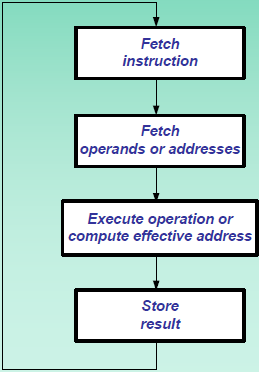 Fetch
instruction
Fetch
operands or addresses
Execute operation or
compute effective address
Store
result